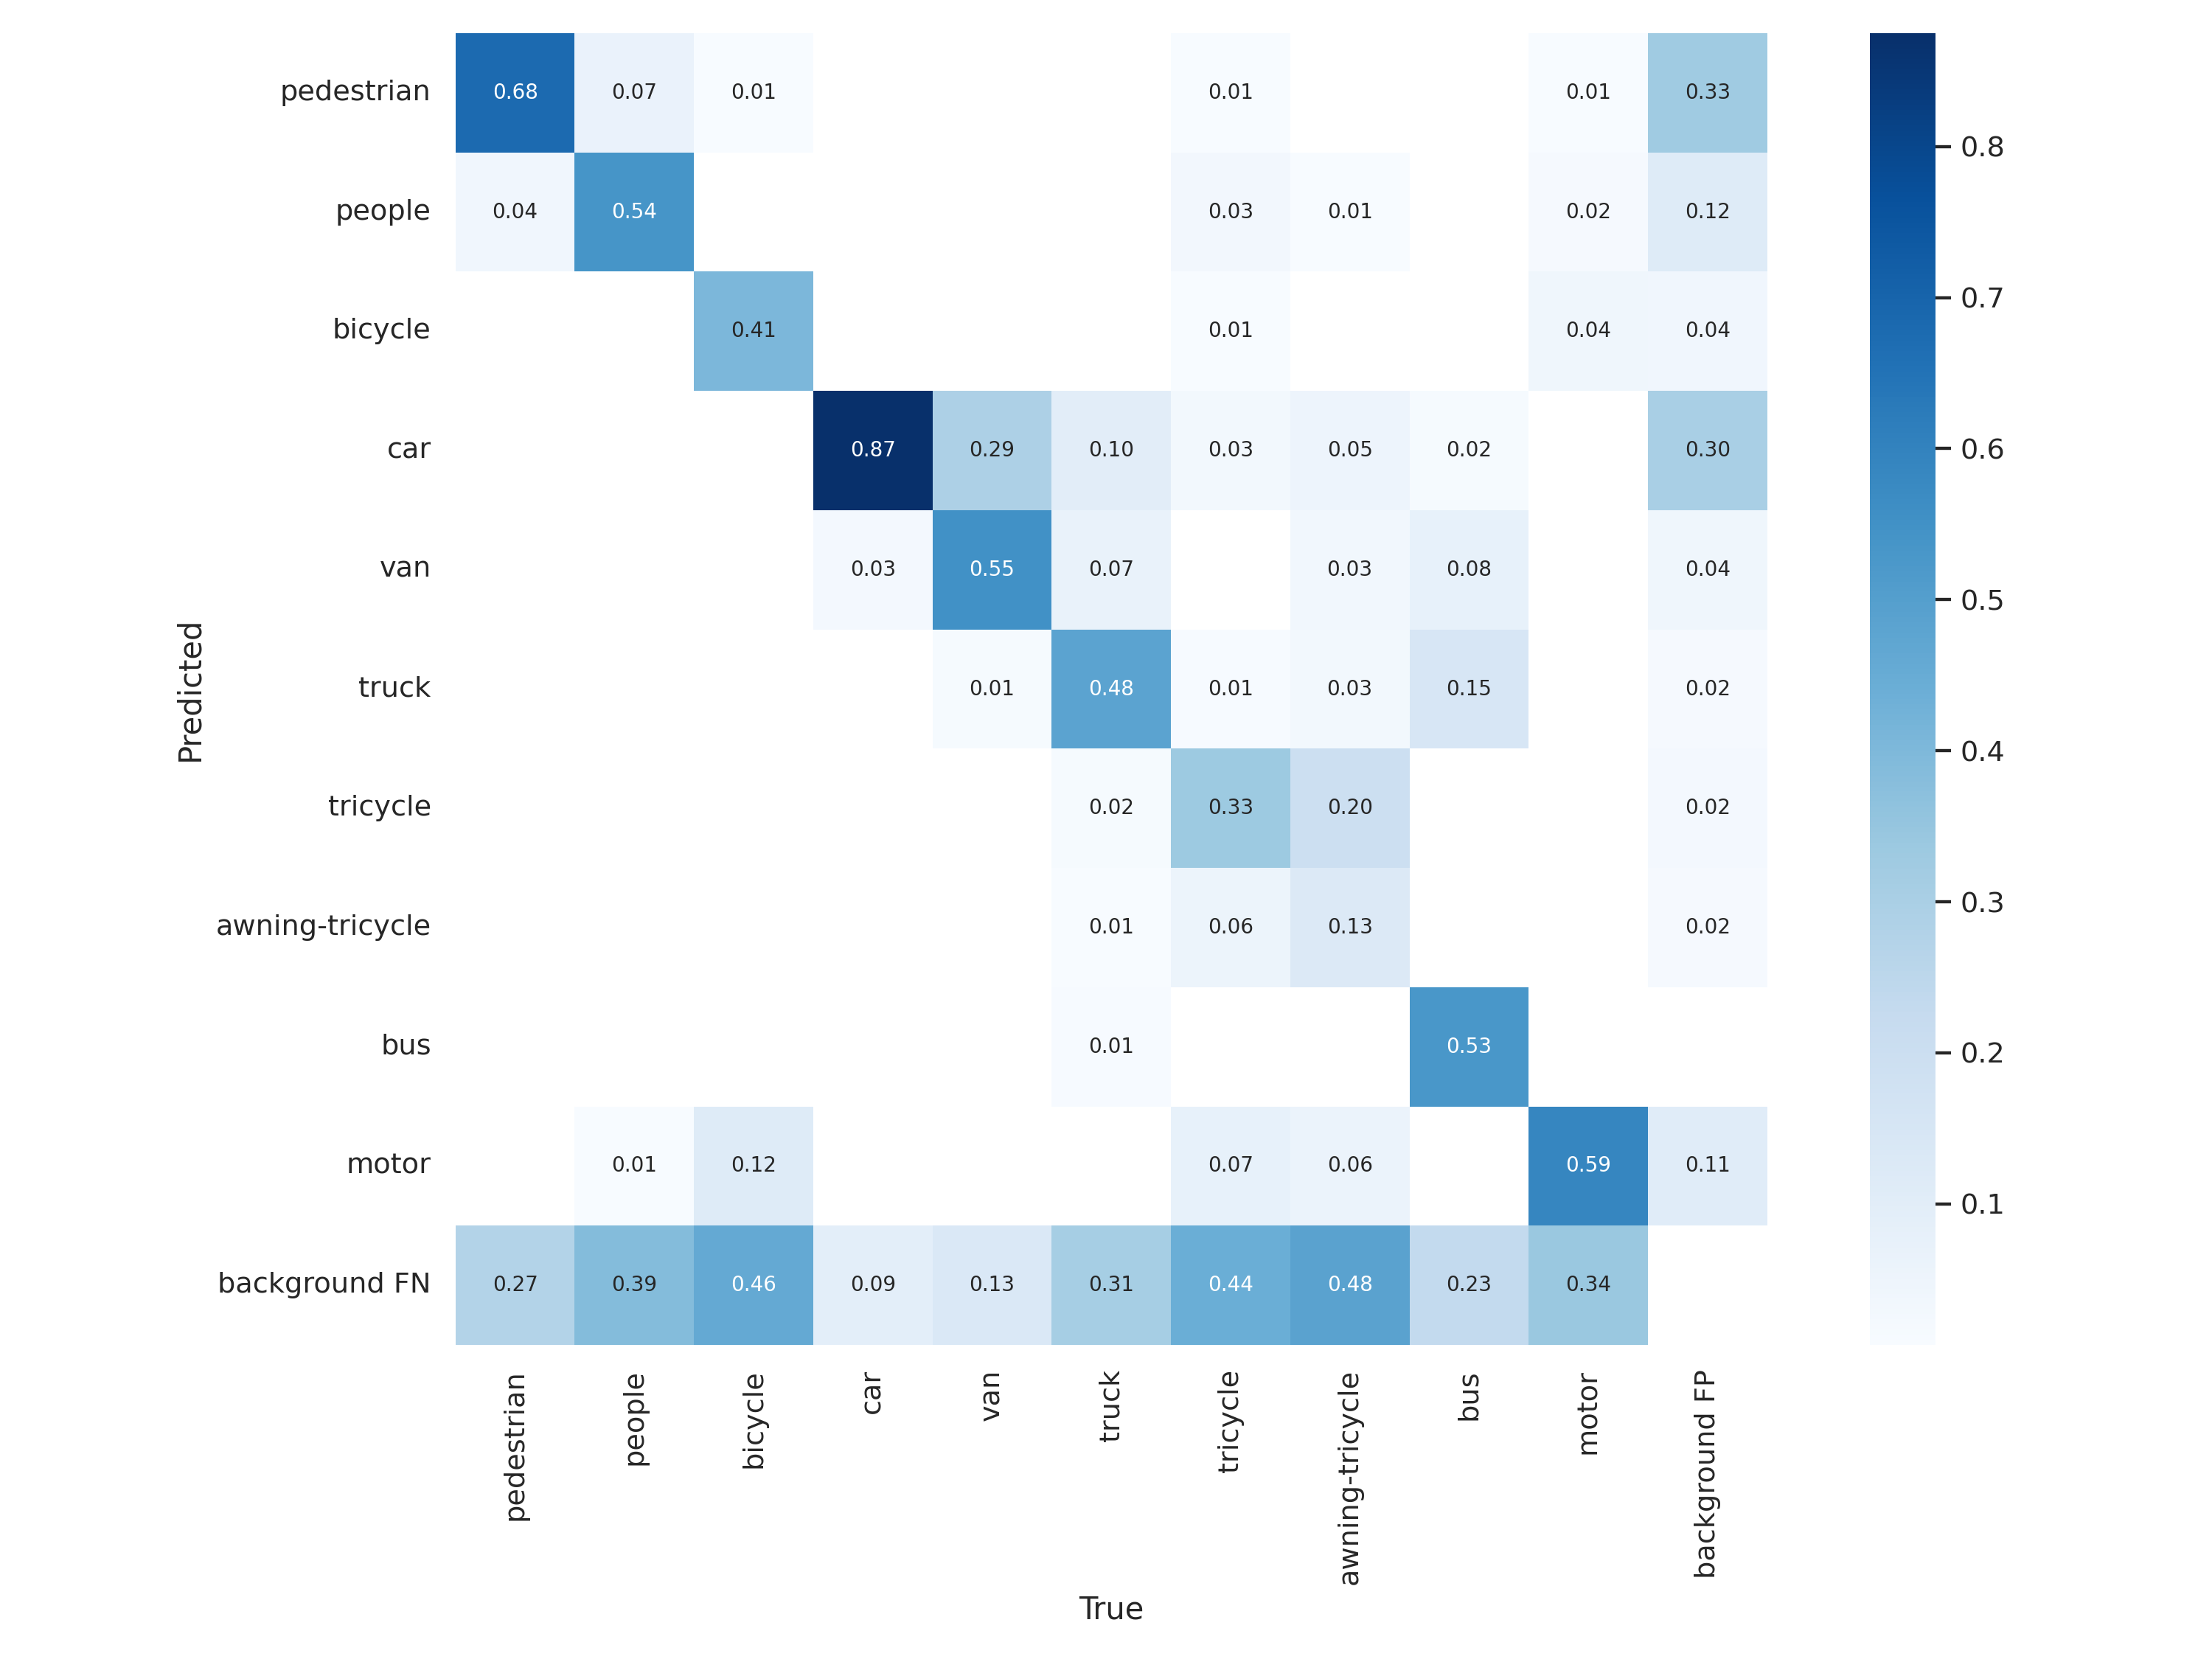 pedestrian 0.68 0.07 0.01 0.01 0.01 0.33
people 0.04 0.54 0.03 0.01 0.02 0.12
bicycle 0.41 0.01 0.04 0.04
car 0.87 0.29 0.10 0.03 0.05 0.02 0.30
van 0.03 0.55 0.07 0.03 0.08 0.04
truck 0.01 0.48 0.01 0.03 0.15 0.02
tricycle 0.02 0.33 0.20 0.02
awning-tricycle 0.01 0.06 0.13 0.02
bus 0.01 0.53
motor 0.01 0.12 0.07 0.06 0.59 0.11
background FN 0.27 0.39 0.46 0.09 0.13 0.31 0.44 0.48 0.23 0.34
Predicted
pedestrian
people
bicycle
car
van
truck
tricycle
awning-tricycle
bus
motor
background FP
True
0.8
0.7
0.6
0.5
0.4
0.3
0.2
0.1